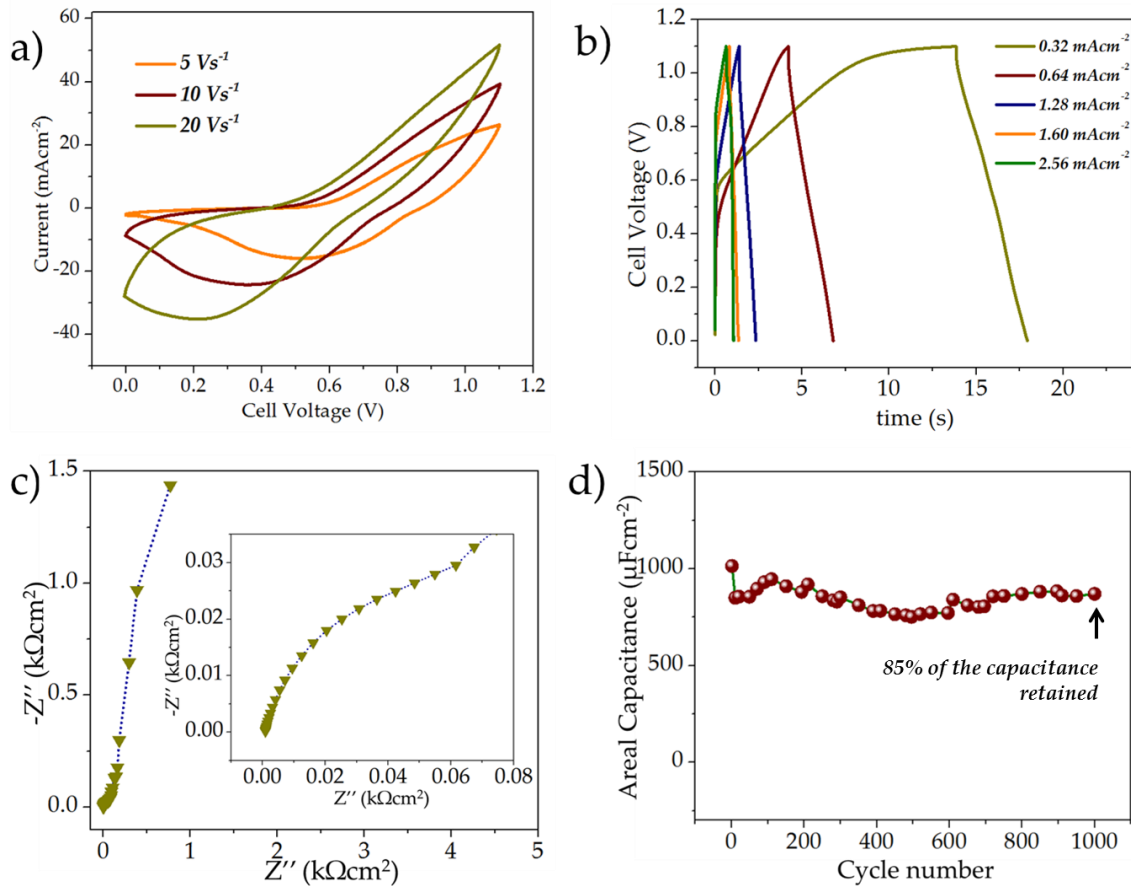 a)
60
40
20
0
-20
-40
Current (mAcm⁻²)
5 Vs⁻¹
10 Vs⁻¹
20 Vs⁻¹
0.0 0.2 0.4 0.6 0.8 1.0 1.2
Cell Voltage (V)
b)
1.2
1.0
0.8
0.6
0.4
0.2
0.0
Cell Voltage (V)
0.32 mAcm⁻²
0.64 mAcm⁻²
1.28 mAcm⁻²
1.60 mAcm⁻²
2.56 mAcm⁻²
0 5 10 15 20
time (s)
c)
1.5
1.0
0.5
0.0
-Z'' (kΩcm²)
0.03
0.02
0.01
0.00
-Z'' (kΩcm²)
0.00 0.02 0.04 0.06 0.08
Z'' (kΩcm²)
0 1 2 3 4 5
Z'' (kΩcm²)
d)
1500
1000
500
0
Areal Capacitance (µFcm⁻²)
85% of the capacitance
retained
0 200 400 600 800 1000
Cycle number